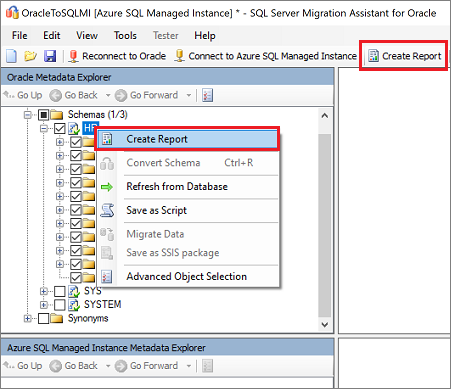 OracleToSQLMI [Azure SQL Managed Instance] * - SQL Server Migration Assistant for Oracle
File Edit View Tools Tester Help
Reconnect to Oracle Connect to Azure SQL Managed Instance Create Report
Oracle Metadata Explorer
Go Up Go Back Go Forward
Schemas (1/3)
HR
Create Report
Convert Schema Ctrl+R
Refresh from Database
Save as Script
Migrate Data
Save as SSIS package
Advanced Object Selection
SYS
SYSTEM
Synonyms
Azure SQL Managed Instance Metadata Explorer
Go Up Go Back Go Forward